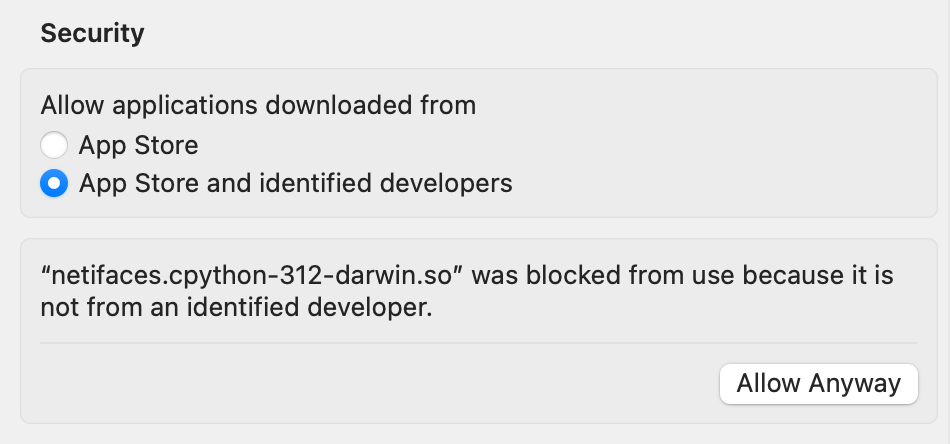 Security
Allow applications downloaded from
App Store
App Store and identified developers
“netifaces.cpython-312-darwin.so” was blocked from use because it is
not from an identified developer.
Allow Anyway